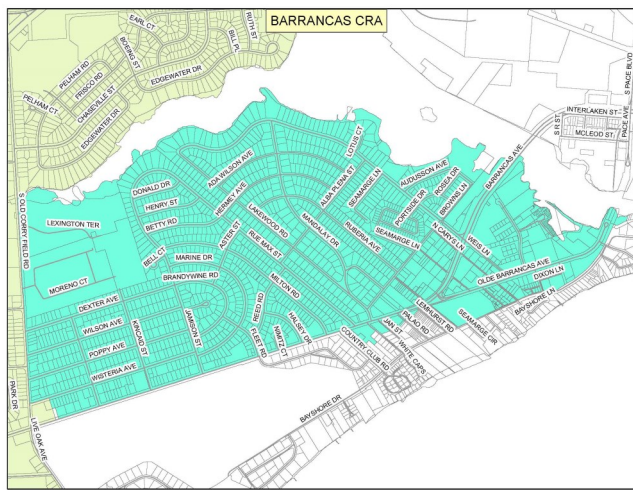 BARRANCAS CRA
EARL CT
BOEING ST
RUTH ST
BILL PL
PELHAM RD
FRISCO RD
CHASEVILLE ST
EDGEWATER DR
PELHAM CT
EDGEWATER DR
S PACE BLVD
INTERLAKEN ST
S R ST
MCLEOD ST
PACE AVE
BARRANCAS AVE
LOTUS CT
ADA WILSON AVE
ALBA PLENA ST
SEAMARGE LN
AUDUSSON AVE
DONALD DR
HERMEY AVE
ROSEA DR
PORTSIDE DR
BROWNS LN
HENRY ST
LAKEWOOD RD
MANDALAY DR
S OLD CORRY FIELD RD
LEXINGTON TER
BETTY RD
ASTER ST
RUE MAX ST
RUBERIA AVE
SEAMARGE LN
N CARYS LN
WEIS LN
BELL CT
MARINE DR
OLDE BARRANCAS AVE
MORENO CT
BRANDYWINE RD
MILTON RD
DIXON LN
DEXTER AVE
REED RD
LEMHURST RD
BAYSHORE LN
WILSON AVE
KINCAID ST
JAMISON ST
FLEET RD
NIMITZ CT
HALSEY DR
JAN ST
PALAO RD
SEAMARGE CIR
POPPY AVE
COUNTRY CLUB RD
WHITE CAPS
WISTERIA AVE
PARK DR
LIVE OAK AVE
BAYSHORE DR